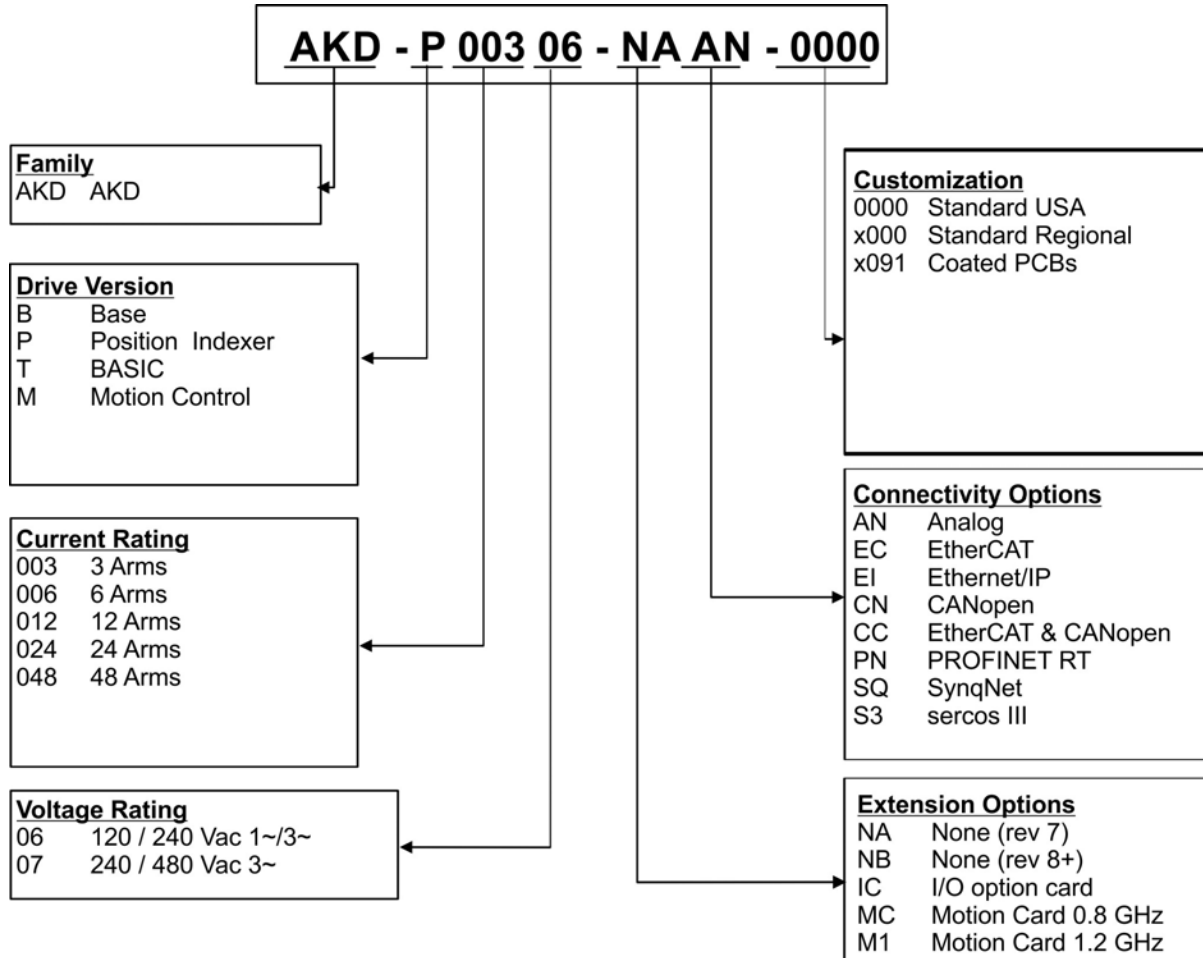 AKD - P 003 06 - NA AN - 0000
Family
AKD AKD
Drive Version
B Base
P Position Indexer
T BASIC
M Motion Control
Current Rating
003 3 Arms
006 6 Arms
012 12 Arms
024 24 Arms
048 48 Arms
Voltage Rating
06 120 / 240 Vac 1~/3~
07 240 / 480 Vac 3~
Customization
0000 Standard USA
x000 Standard Regional
x091 Coated PCBs
Connectivity Options
AN Analog
EC EtherCAT
EI Ethernet/IP
CN CANopen
CC EtherCAT & CANopen
PN PROFINET RT
SQ SynqNet
S3 sercos III
Extension Options
NA None (rev 7)
NB None (rev 8+)
IC I/O option card
MC Motion Card 0.8 GHz
M1 Motion Card 1.2 GHz